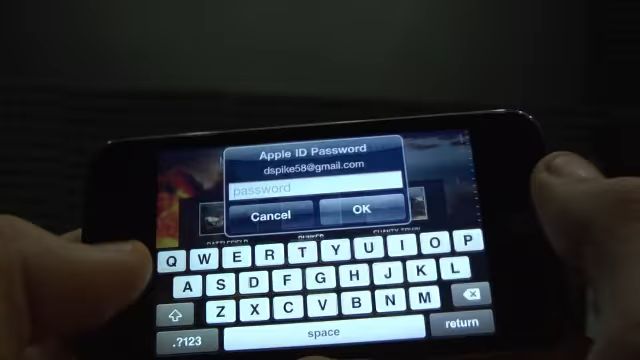 Apple ID Password
dspike58@gmail.com
password
Cancel OK
Q W E R T Y U I O P
A S D F G H J K L
Z X C V B N M
.?123 space return